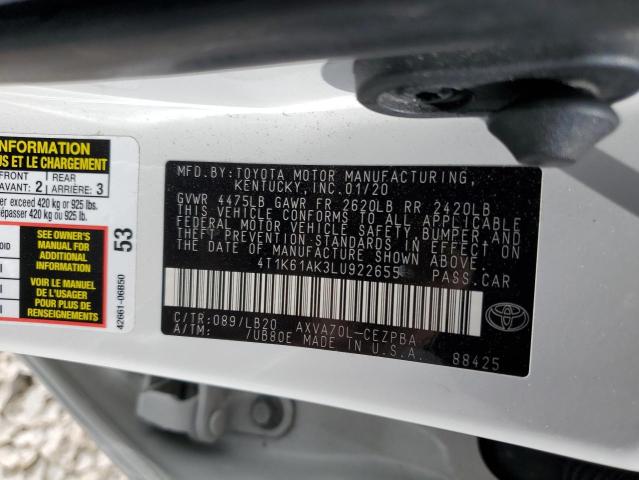 INFORMATION
US ET LE CHARGEMENT
FRONT
AVANT: 2
REAR
ARRIÈRE: 3
420 kg or 925 lbs.
420 kg ou 925 lb.
SEE OWNER'S
MANUAL FOR
ADDITIONAL
INFORMATION
VOIR LE MANUEL
DE L'USAGER
POUR PLUS DE
RENSEIGNEMENTS
53
42661-06B50
MFD.BY:TOYOTA MOTOR MANUFACTURING,
KENTUCKY, INC.01/20
GVWR 4475LB GAWR FR 2620LB RR 2420LB
THIS VEHICLE CONFORMS TO ALL APPLICABLE
FEDERAL MOTOR VEHICLE SAFETY,BUMPER AND
THEFT PREVENTION STANDARDS IN EFFECT ON
THE DATE OF MANUFACTURE SHOWN ABOVE.
4T1K61AK3LU922655 PASS.CAR
C/TR:089/LB20 AXVA70L-CEZPBA
A/TM: /UB80E MADE IN U.S.A.
88425
TOYOTA